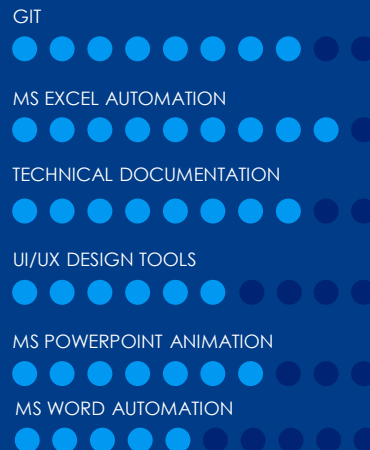 GIT
MS EXCEL AUTOMATION
TECHNICAL DOCUMENTATION
UI/UX DESIGN TOOLS
MS POWERPOINT ANIMATION
MS WORD AUTOMATION